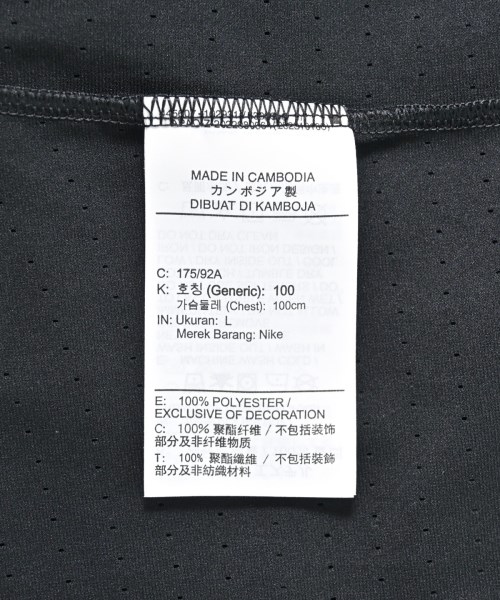 MADE IN CAMBODIA
カンボジア製
DIBUAT DI KAMBOJA
C: 175/92A
K: 호칭 (Generic): 100
가슴둘레 (Chest): 100cm
IN: Ukuran: L
Merek Barang: Nike
E: 100% POLYESTER /
EXCLUSIVE OF DECORATION
C: 100% 聚酯纤维 / 不包括装饰
部分及非纤维物质
T: 100% 聚酯纖維 / 不包括裝飾
部分及非紡織材料